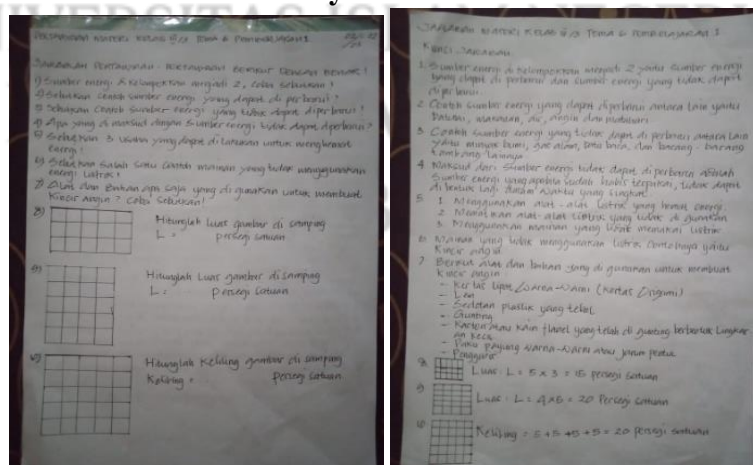 PERTANYAAN MATERI KELAS
TEMA 6 PEMBELAJARAN 1
JAWABLAH PERTANYAAN - PERTANYAAN BERIKUT DENGAN BENAR!
1) Sumber energi di kelompokkan menjadi 2, coba sebutkan!
2) Sebutkan contoh sumber energi yang dapat di perbarui!
3) Sebutkan contoh sumber energi yang tidak dapat diperbarui!
4) Apa yang di maksud dengan sumber energi tidak dapat diperbarui?
5) Sebutkan 3 usaha yang dapat di lakukan untuk menghemat
energi!
6) Sebutkan salah satu contoh mainan yang tidak menggunakan
energi listrik!
7) Alat dan bahan apa saja yang di gunakan untuk membuat
kincir angin? Coba sebutkan!
8) Hitunglah luas gambar di samping
L = persegi satuan
9) Hitunglah Luas gambar di samping
L = persegi satuan
10) Hitunglah keliling gambar di samping
Keliling = persegi satuan
JAWABAN MATERI KELAS
TEMA 6 PEMBELAJARAN 1
Kunci Jawaban
1. Sumber energi di kelompokkan menjadi 2 yaitu sumber energi
yang dapat di perbarui dan sumber energi yang tidak dapat
di perbarui
2. Contoh sumber energi yang dapat diperbarui antara lain yaitu
makanan, air, angin dan matahari
3. Contoh sumber energi yang tidak dapat di perbarui antara lain
yaitu minyak bumi, gas alam, batu bara, dan barang - barang
tambang lainnya
4. Maksud dari sumber energi tidak dapat di perbarui adalah
Sumber energi yang apabila sudah habis terpakai, tidak dapat
di bentuk lagi dalam waktu yang singkat
5 1 Menggunakan alat - alat listrik yang hemat energi
2 Mematikan alat-alat listrik yang tidak di gunakan
3 Menggunakan mainan yang tidak memakai listrik
6 Mainan yang tidak menggunakan listrik contohnya yaitu
kincir angin
7 Berikut alat dan bahan yang di gunakan untuk membuat
kincir angin
- Kertas lipat warna-warni (kertas Origami)
- Lem
- Sedotan plastik yang tebal
- Gunting
- Karton atau kain flanel yang telah di gunting berbentuk lingkar
an kecil
- Paku payung warna-warni atau jarum pentul
- Penggaris
8 Luas : L = 5 x 3 = 15 persegi satuan
9 Luas : L = 4 x 5 = 20 Persegi satuan
10 Keliling = 5 + 5 + 5 + 5 = 20 persegi satuan